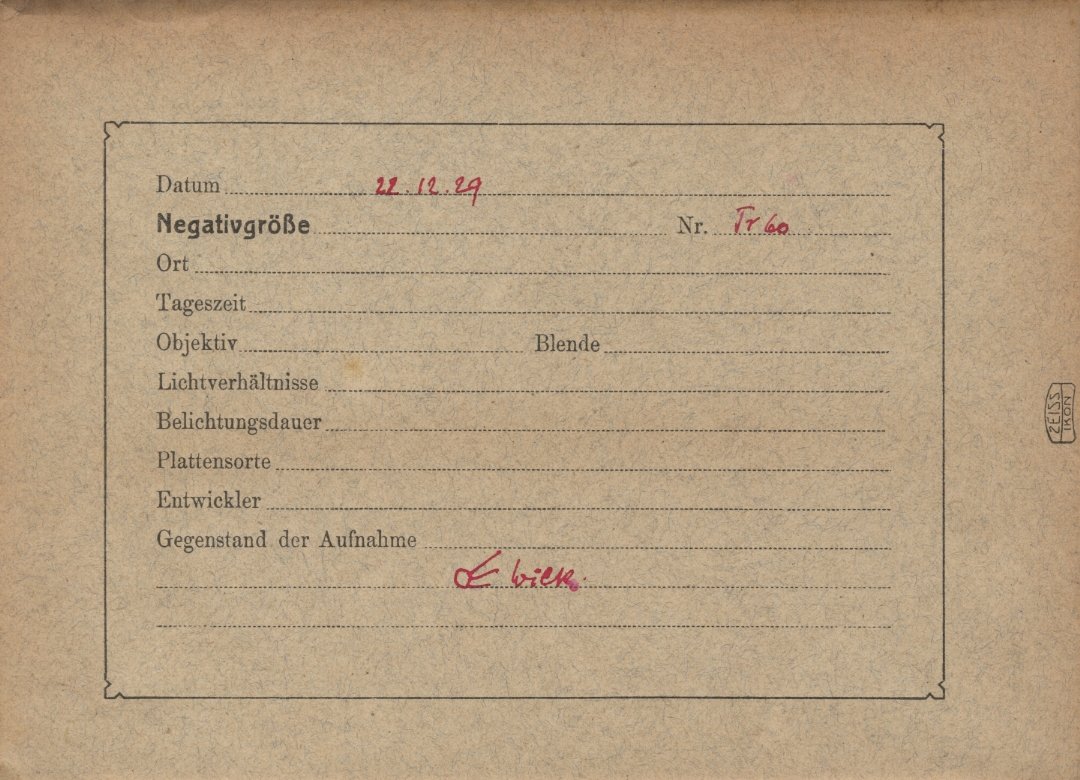 Datum 22.12.29
Negativgröße Nr. Tr 60
Ort
Tageszeit
Objektiv Blende
Lichtverhältnisse
Belichtungsdauer
Plattensorte
Entwickler
Gegenstand der Aufnahme
ZEISS
IKON